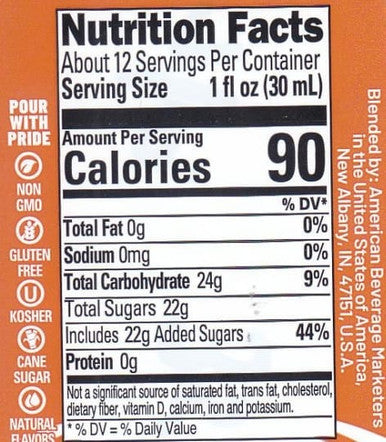 Nutrition Facts
About 12 Servings Per Container
Serving Size 1 fl oz (30 mL)
Amount Per Serving
Calories 90
% DV*
Total Fat 0g 0%
Sodium 0mg 0%
Total Carbohydrate 24g 9%
Total Sugars 22g
Includes 22g Added Sugars 44%
Protein 0g
Not a significant source of saturated fat, trans fat, cholesterol,
dietary fiber, vitamin D, calcium, iron and potassium.
* % DV = % Daily Value
POUR
WITH
PRIDE
NON
GMO
GLUTEN
FREE
U
KOSHER
CANE
SUGAR
NATURAL
FLAVORS
Blended by: American Beverage Marketers
in the United States of America,
New Albany, IN, 47151, U.S.A.